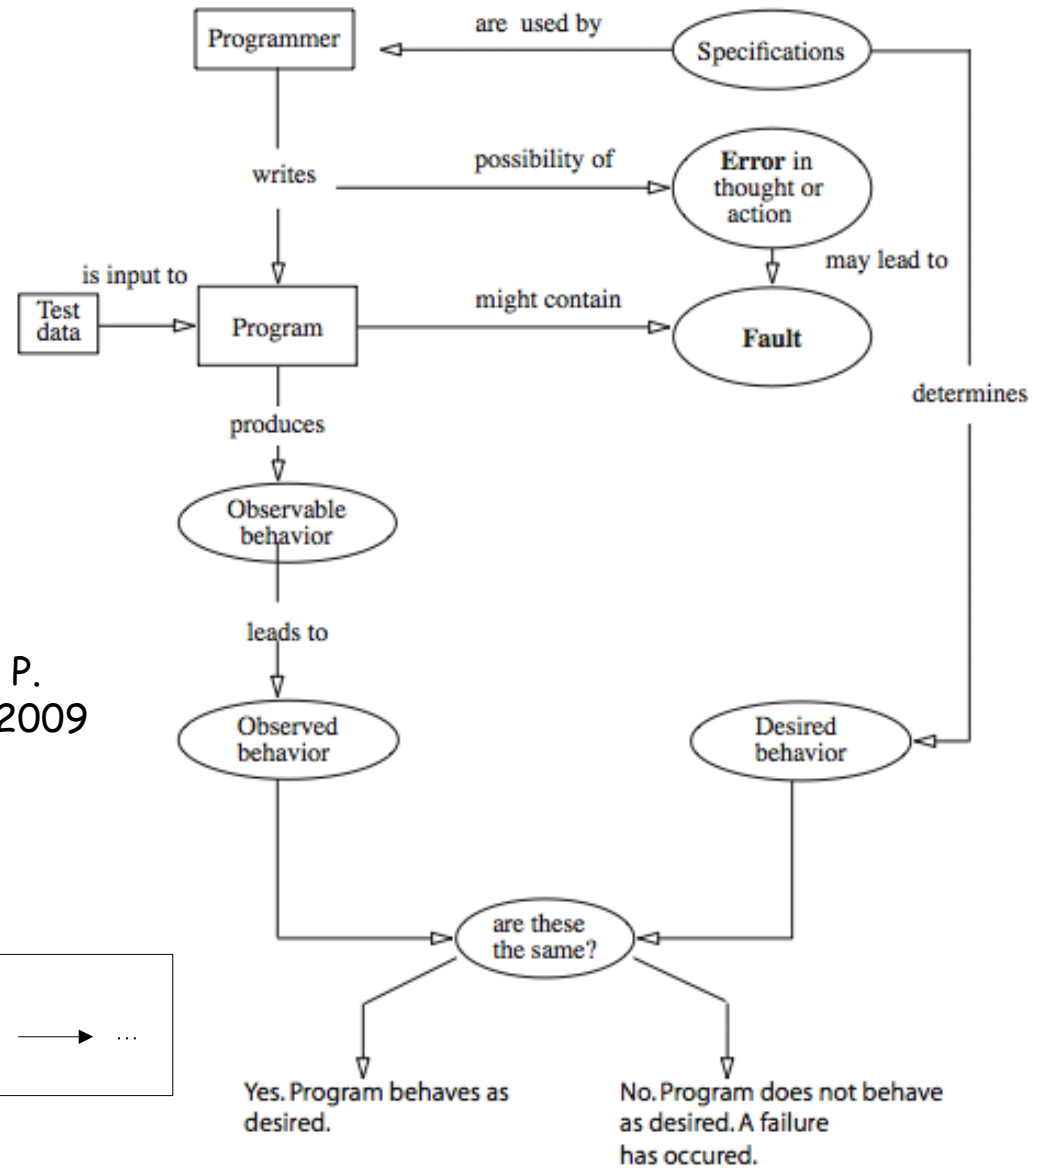 Programmer
are used by
Specifications
writes
possibility of
Error in
thought or
action
may lead to
is input to
Test
data
Program
might contain
Fault
determines
produces
Observable
behavior
leads to
P.
2009
Observed
behavior
Desired
behavior
are these
the same?
...
Yes. Program behaves as
desired.
No. Program does not behave
as desired. A failure
has occured.